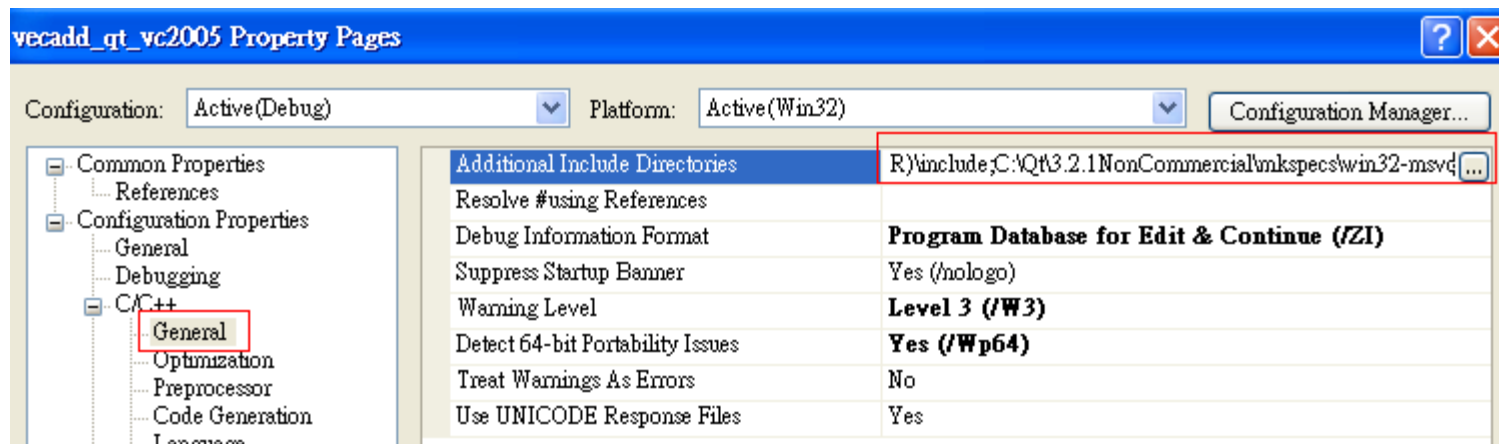 vecadd_qt_vc2005 Property Pages
Configuration: Active(Debug) Platform: Active(Win32) Configuration Manager...
Common Properties
References
Configuration Properties
General
Debugging
C/C++
General
Optimization
Preprocessor
Code Generation
Language
Additional Include Directories R)\include;C:\Qt\3.2.1NonCommercial\mkspecs\win32-msvc ...
Resolve #using References
Debug Information Format Program Database for Edit & Continue (/ZI)
Suppress Startup Banner Yes (/nologo)
Warning Level Level 3 (/W3)
Detect 64-bit Portability Issues Yes (/Wp64)
Treat Warnings As Errors No
Use UNICODE Response Files Yes